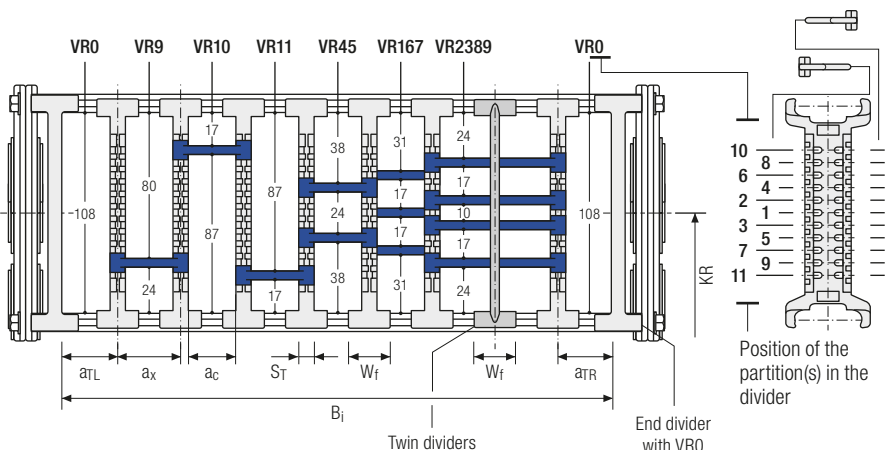 VR0 VR9 VR10 VR11 VR45 VR167 VR2389 VR0
17 31 24
38
10
8
80 87 17 6
17 4
2
108 24 10 108 1
3
87 17 17 5
7
9
24 17 38 31 24 11
KR
aTL ax ac ST Wf Wf aTR
Bi
Position of the
partition(s) in the
divider
Twin dividers
End divider
with VR0